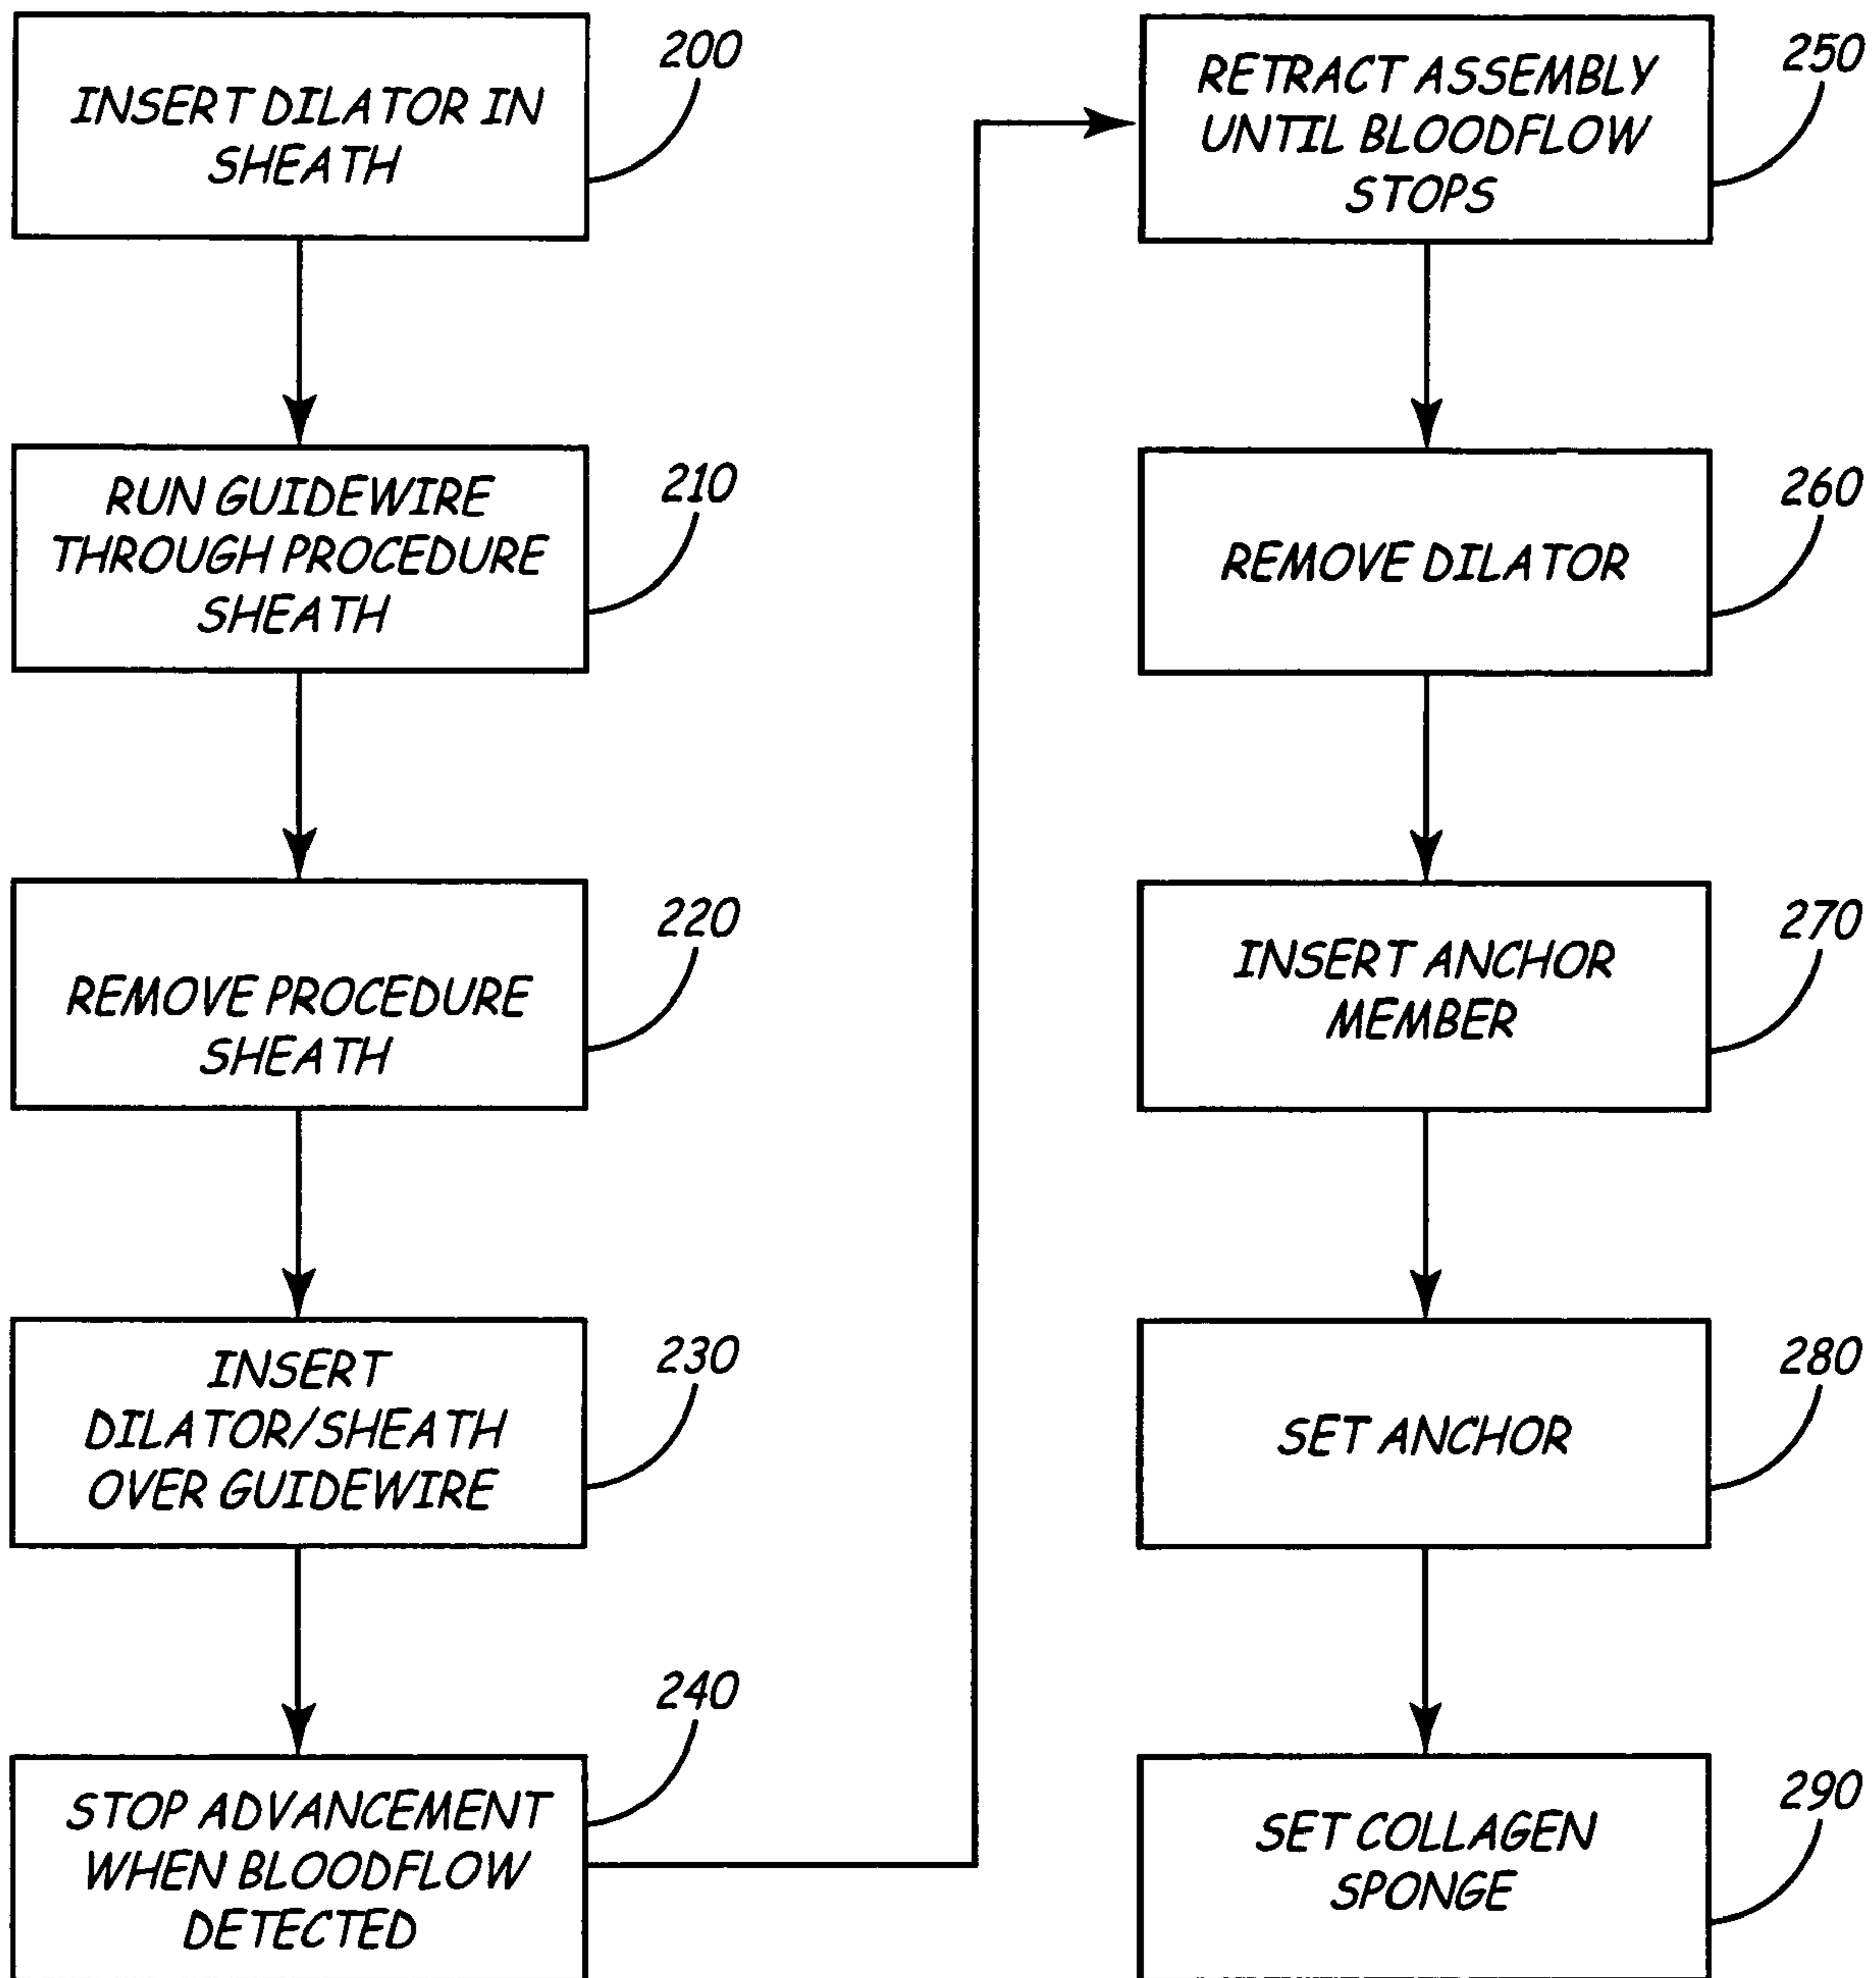 INSERT DILATOR IN
SHEATH
200
RUN GUIDEWIRE
THROUGH PROCEDURE
SHEATH
210
REMOVE PROCEDURE
SHEATH
220
INSERT
DILATOR/SHEATH
OVER GUIDEWIRE
230
STOP ADVANCEMENT
WHEN BLOODFLOW
DETECTED
240
RETRACT ASSEMBLY
UNTIL BLOODFLOW
STOPS
250
REMOVE DILATOR
260
INSERT ANCHOR
MEMBER
270
SET ANCHOR
280
SET COLLAGEN
SPONGE
290